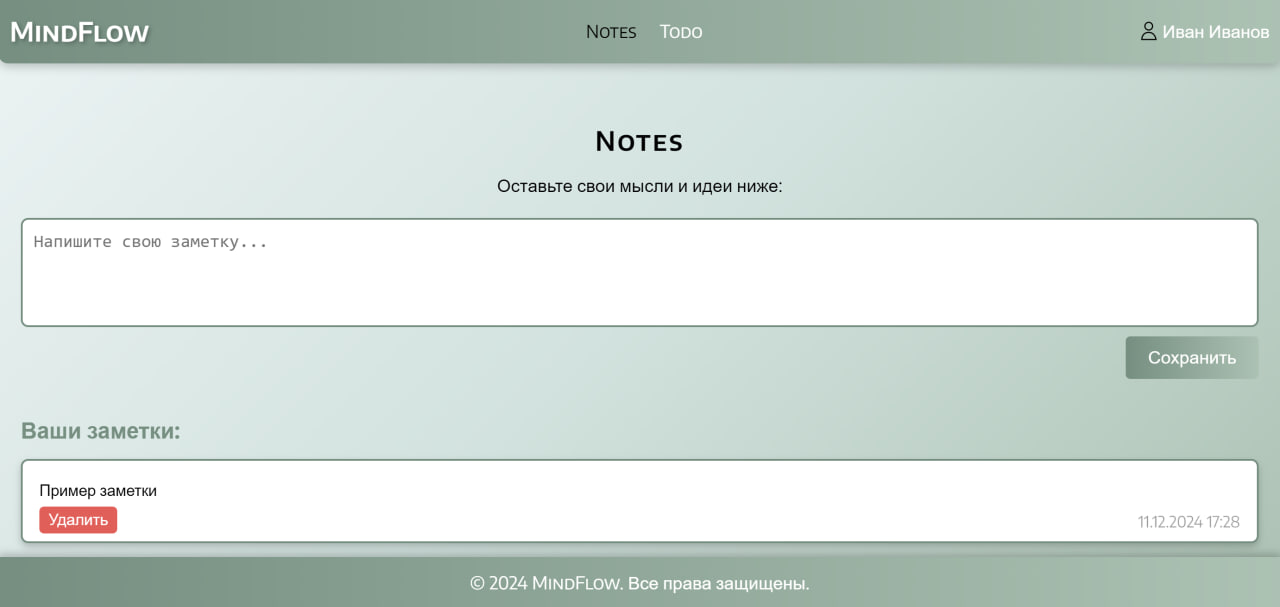 MindFlow
Notes Todo
Иван Иванов
Notes
Оставьте свои мысли и идеи ниже:
Напишите свою заметку...
Сохранить
Ваши заметки:
Пример заметки
Удалить
11.12.2024 17:28
© 2024 MindFlow. Все права защищены.